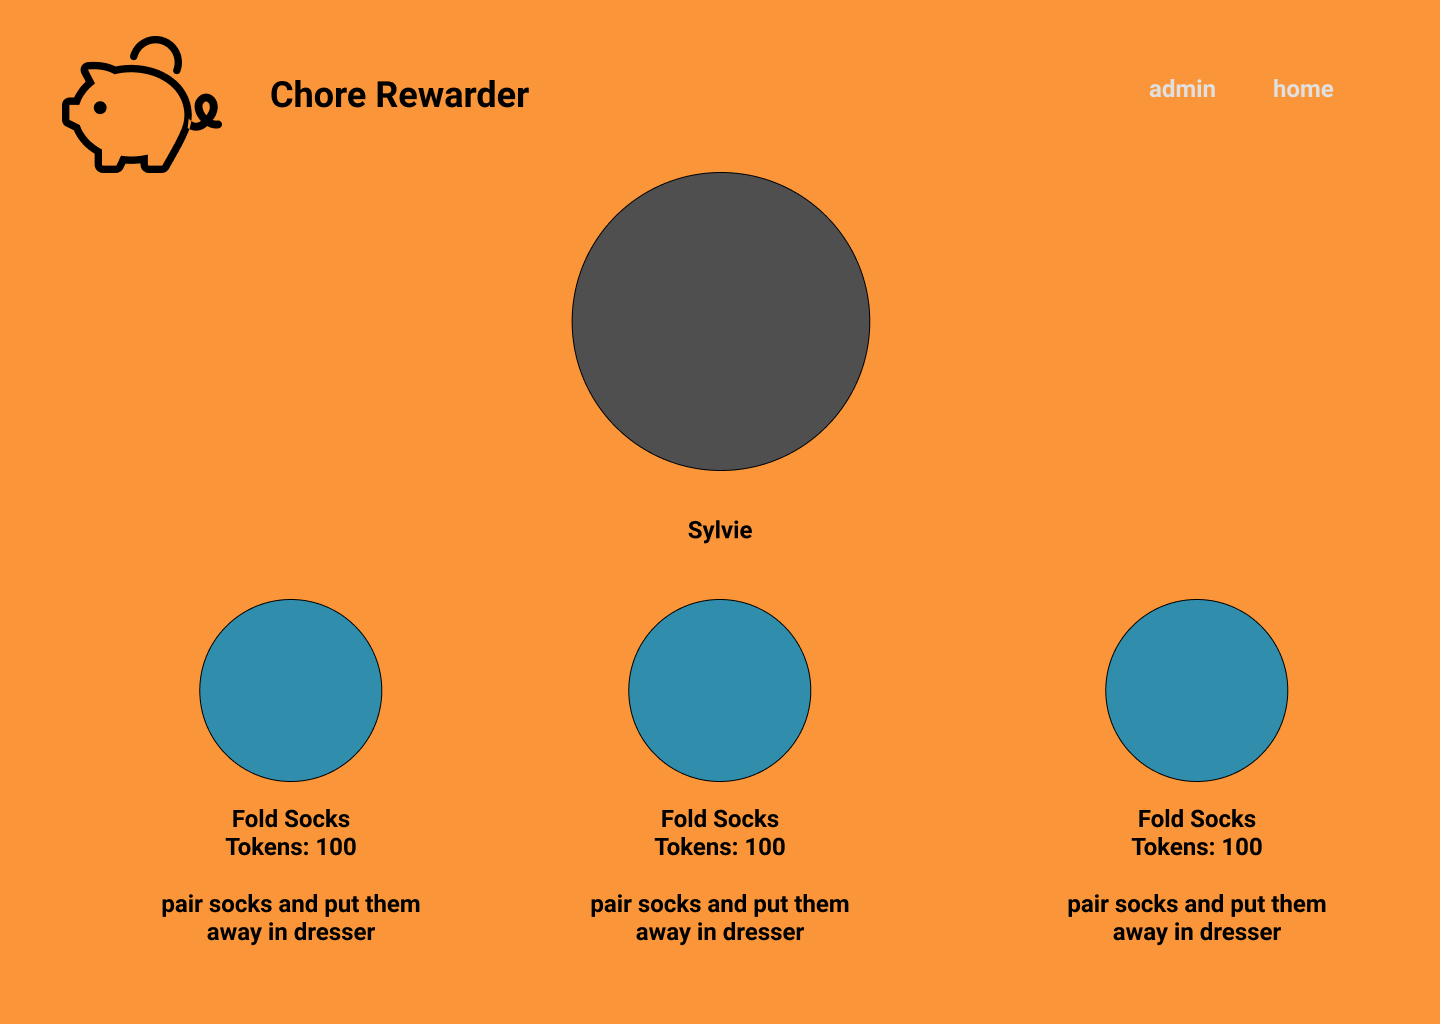 Chore Rewarder
admin
home
Sylvie
Fold Socks
Tokens: 100
pair socks and put them
away in dresser
Fold Socks
Tokens: 100
pair socks and put them
away in dresser
Fold Socks
Tokens: 100
pair socks and put them
away in dresser